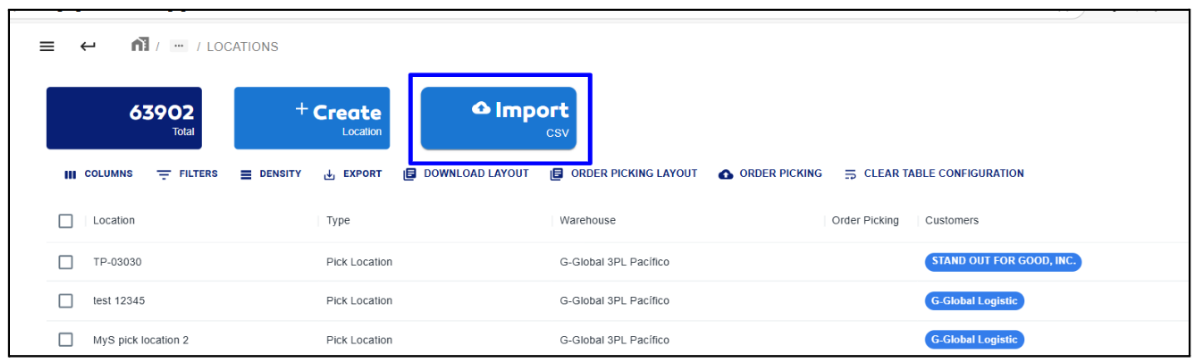 / ... / LOCATIONS
63902
Total
+ Create
Location
Import
CSV
COLUMNS FILTERS DENSITY EXPORT DOWNLOAD LAYOUT ORDER PICKING LAYOUT ORDER PICKING CLEAR TABLE CONFIGURATION
Location Type Warehouse Order Picking Customers
TP-03030 Pick Location G-Global 3PL Pacífico STAND OUT FOR GOOD, INC.
test 12345 Pick Location G-Global 3PL Pacífico G-Global Logistic
MyS pick location 2 Pick Location G-Global 3PL Pacífico G-Global Logistic